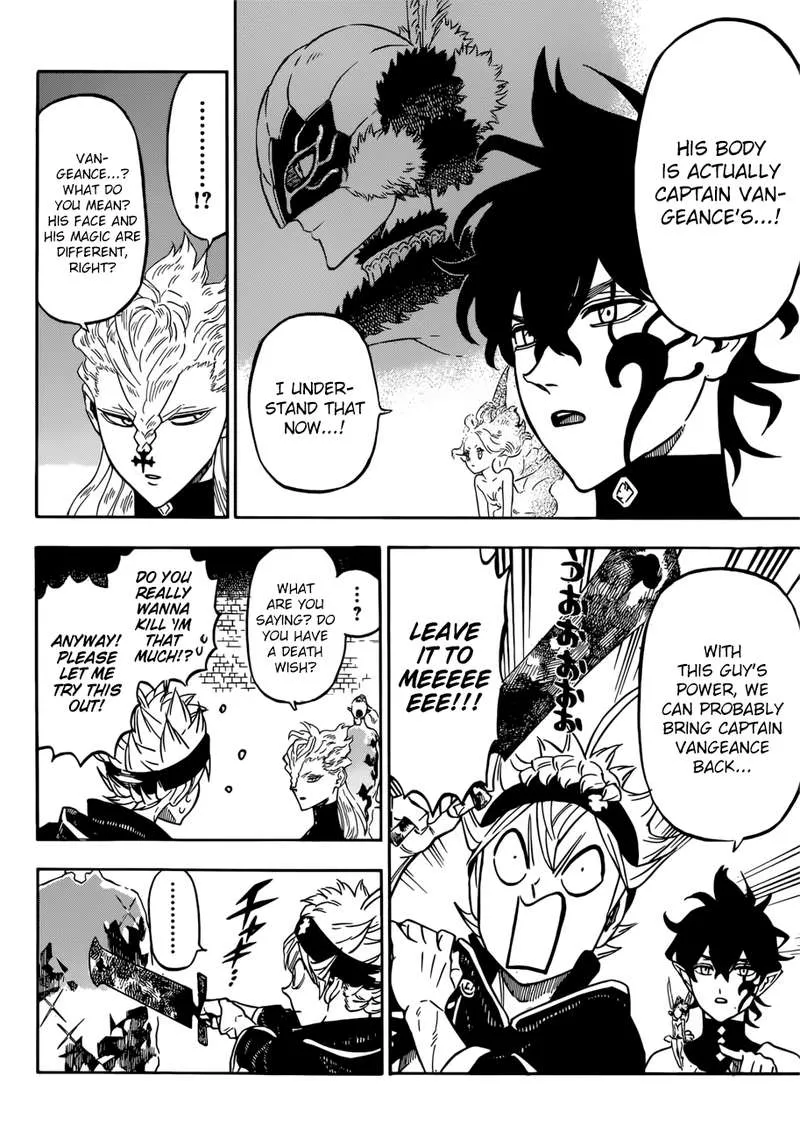 HIS BODY
IS ACTUALLY
CAPTAIN VAN-
GEANCE'S...!
I UNDER-
STAND THAT
NOW...!
.........
!?
VAN-
GEANCE...?
WHAT DO
YOU MEAN?
HIS FACE AND
HIS MAGIC ARE
DIFFERENT,
RIGHT?
WITH
THIS GUY'S
POWER, WE
CAN PROBABLY
BRING CAPTAIN
VANGEANCE
BACK...
うおおおおお
LEAVE
IT TO
MEEEEE
EEE!!!
....?
WHAT
ARE YOU
SAYING? DO
YOU HAVE
A DEATH
WISH?
DO YOU
REALLY
WANNA
KILL 'IM
THAT
MUCH!?
ANYWAY!
PLEASE
LET ME
TRY THIS
OUT!
.........